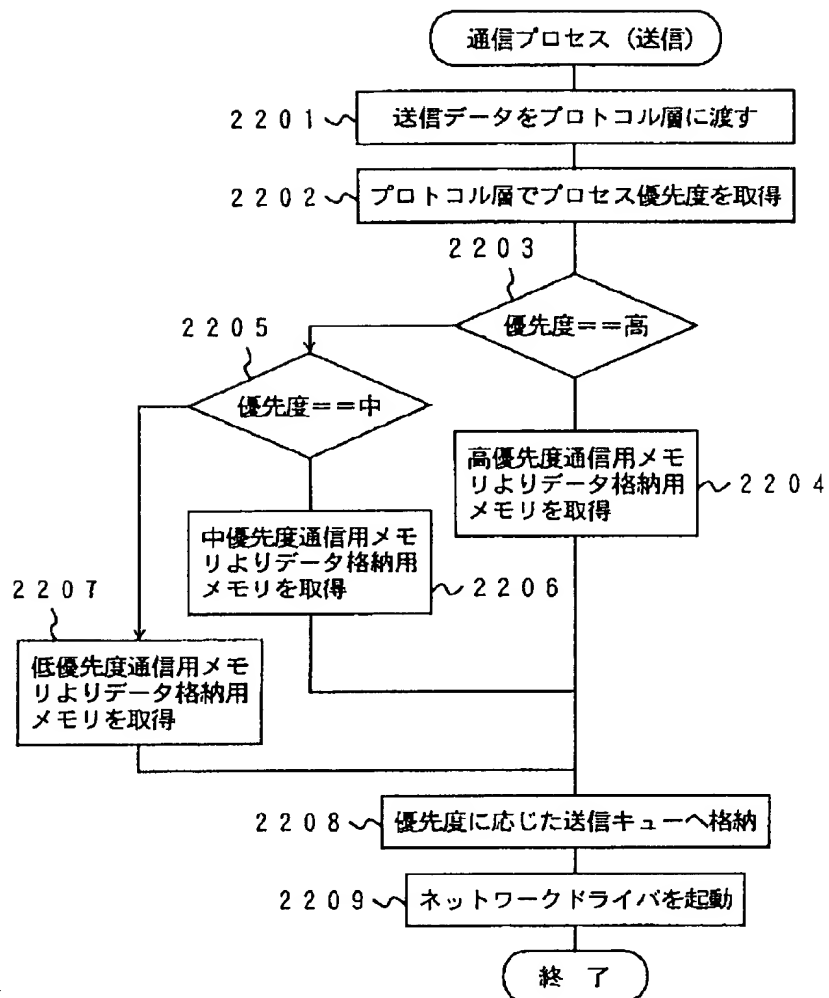 通信プロセス（送信）
2201
送信データをプロトコル層に渡す
2202
プロトコル層でプロセス優先度を取得
2203
優先度＝＝高
2205
優先度＝＝中
高優先度通信用メモ
リよりデータ格納用
メモリを取得
2204
中優先度通信用メモ
リよりデータ格納用
メモリを取得
2206
2207
低優先度通信用メモ
リよりデータ格納用
メモリを取得
2208
優先度に応じた送信キューへ格納
2209
ネットワークドライバを起動
終了